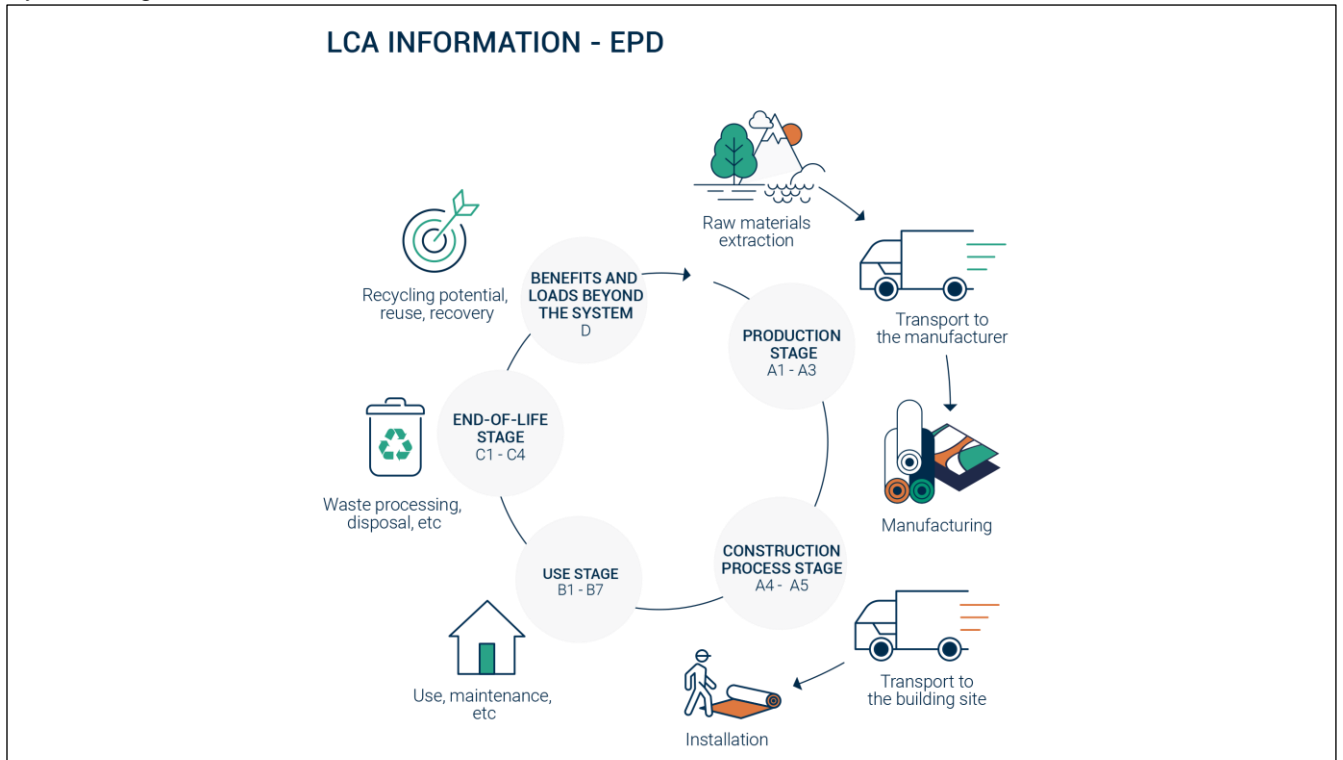 LCA INFORMATION - EPD
Raw materials
extraction
Transport to
the manufacturer
Manufacturing
Transport to
the building site
Installation
Use, maintenance,
etc
Waste processing,
disposal, etc
Recycling potential,
reuse, recovery
BENEFITS AND
LOADS BEYOND
THE SYSTEM
D
PRODUCTION
STAGE
A1 - A3
CONSTRUCTION
PROCESS STAGE
A4 - A5
USE STAGE
B1 - B7
END-OF-LIFE
STAGE
C1 - C4